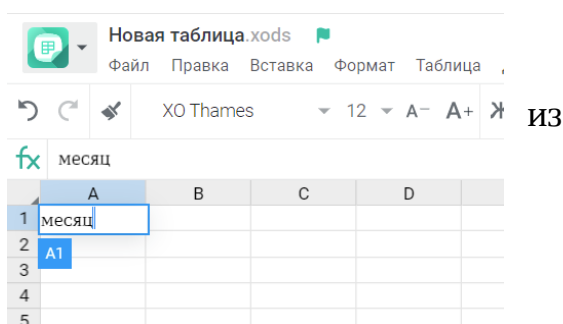 Новая таблица.xods
Файл Правка Вставка Формат Таблица
XO Thames 12 A− A+ Ж
из
fx месяц
A B C D
1 месяц
2 A1
3
4
5